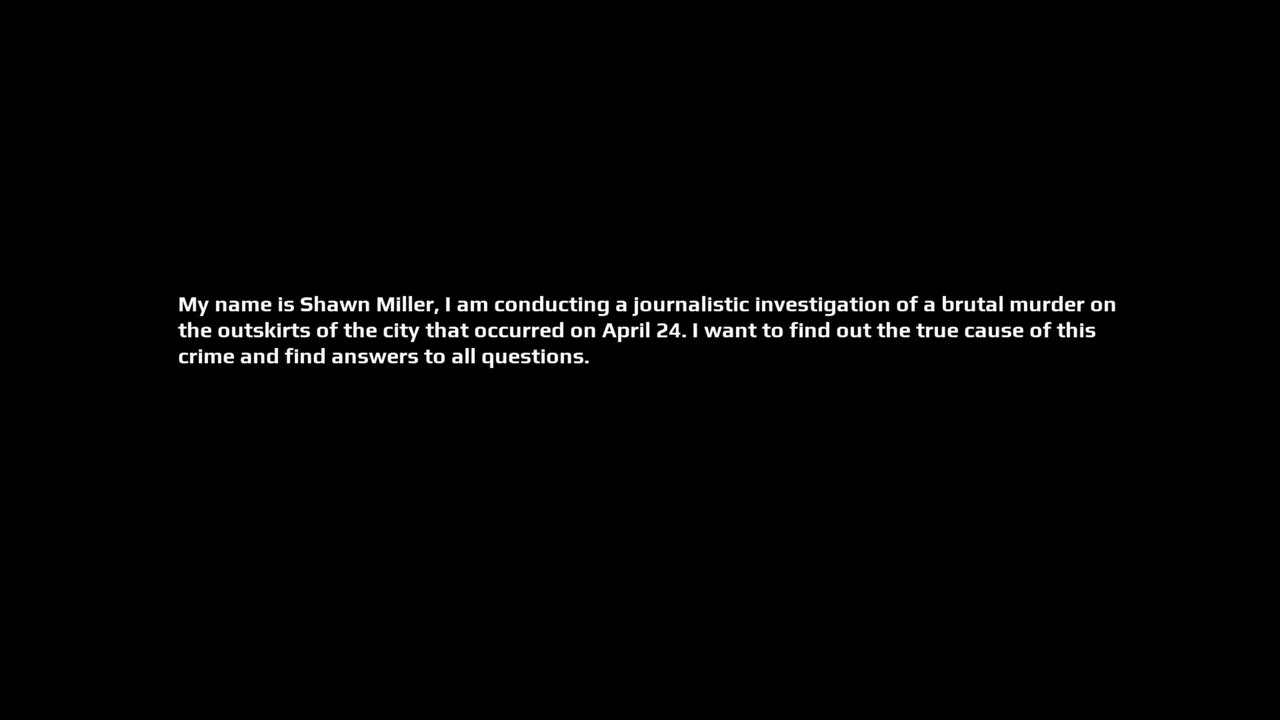 My name is Shawn Miller, I am conducting a journalistic investigation of a brutal murder on
the outskirts of the city that occurred on April 24. I want to find out the true cause of this
crime and find answers to all questions.